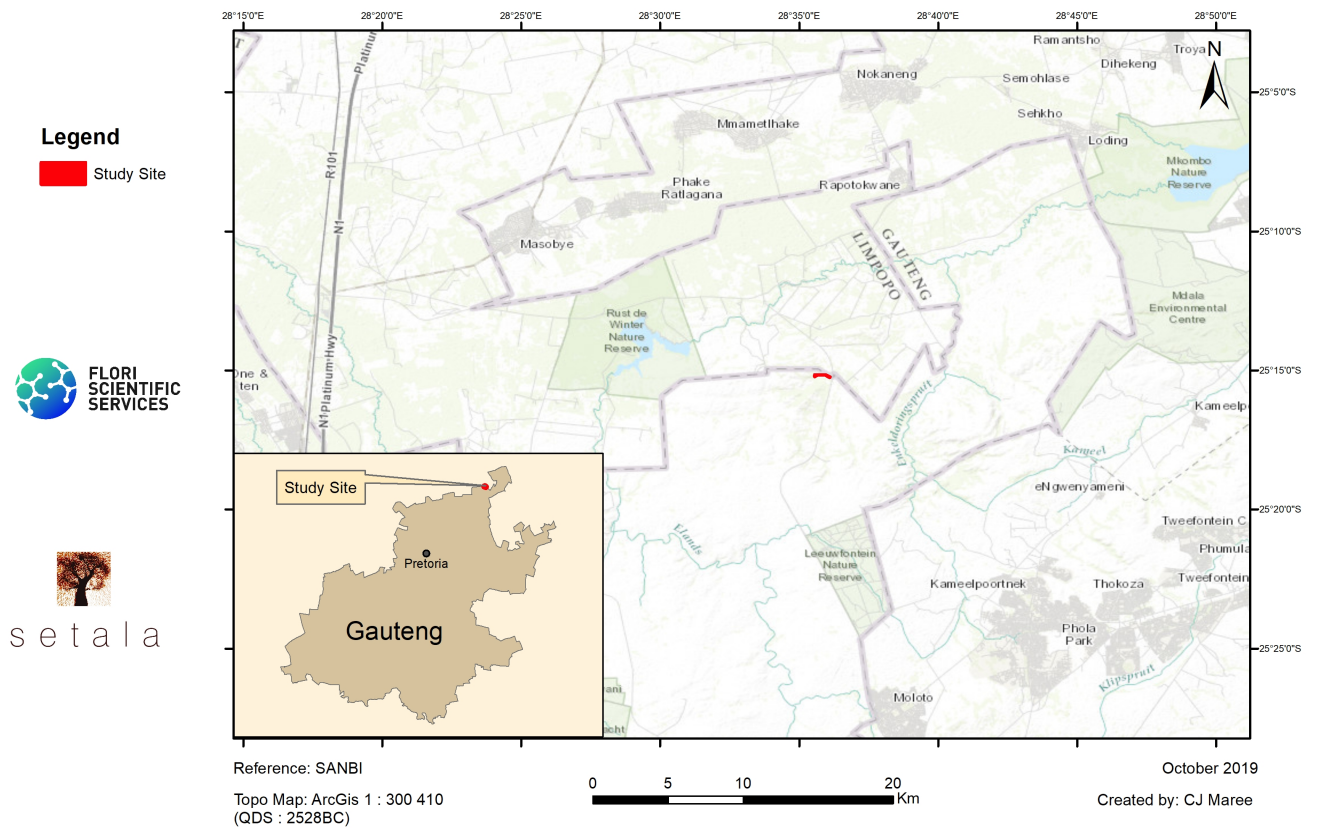 28°15'0"E
28°20'0"E
28°25'0"E
28°30'0"E
28°35'0"E
28°40'0"E
28°45'0"E
28°50'0"E
T
Platinum
Ramantsho
Troya
N
Dihekeng
Nokaneng
Semohlase
25°5'0"S
Sehkho
Mmametlhake
Loding
R101
Mkombo
Nature
Reserve
Phake
Ratlagana
Rapotokwane
Legend
Study Site
N1
25°10'0"S
Masobye
GAUTENG
LIMPOPO
Mdala
Environmental
Centre
Rust de
Winter
Nature
Reserve
N1 Platinum Hwy
FLORI
SCIENTIFIC
SERVICES
One &
ten
25°15'0"S
Enkeldoringspruit
Kameelp
Kameel
Study Site
eNgwenyameni
25°20'0"S
Tweefontein C
Elands
Leeuwfontein
Nature
Reserve
Phumula
Pretoria
Kameelpoortnek
Thokoza
Tweefontein
Gauteng
Phola
Park
setala
25°25'0"S
Klipspruit
ani
Moloto
cht
Reference: SANBI
October 2019
0 5 10 20
Km
Topo Map: ArcGis 1 : 300 410
Created by: CJ Maree
(QDS : 2528BC)